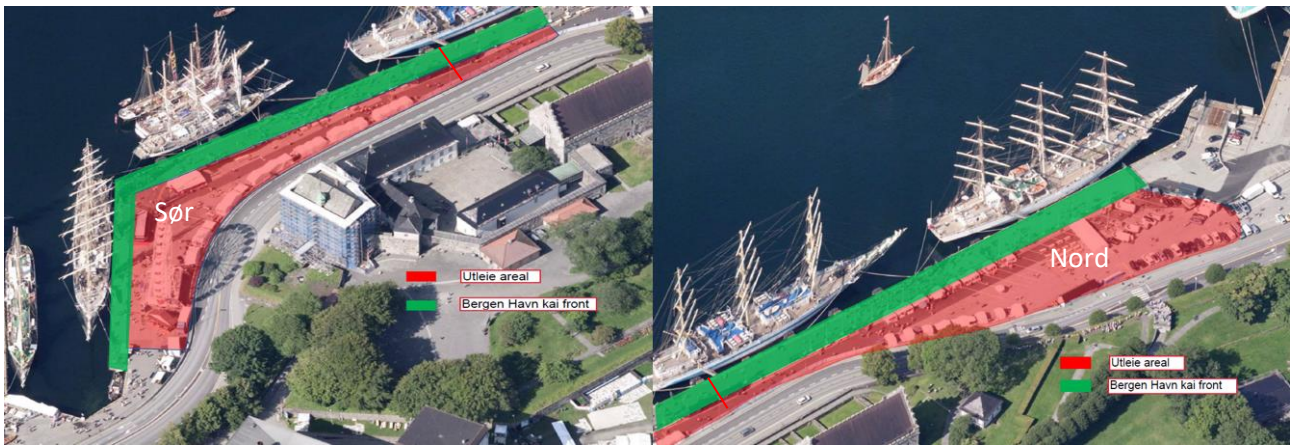 Sør
Utleie areal
Bergen Havn kai front
Nord
Utleie areal
Bergen Havn kai front